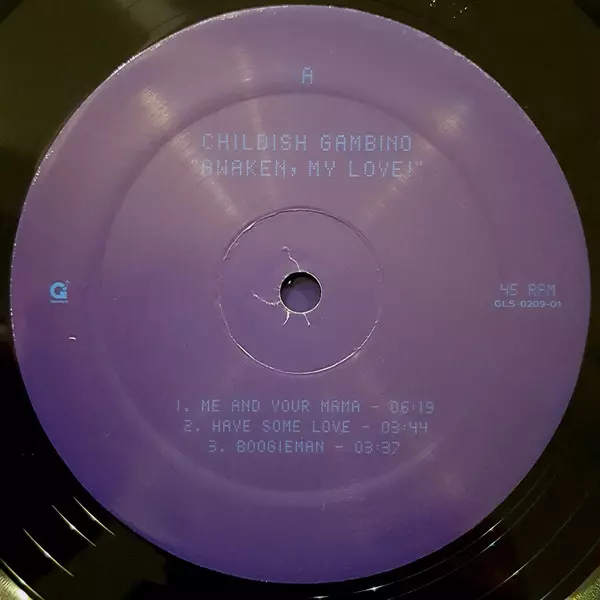 A
CHILDISH GAMBINO
"AWAKEN, MY LOVE!"
G
45 RPM
GLS-0209-01
1. ME AND YOUR MAMA - 06:19
2. HAVE SOME LOVE - 03:44
3. BOOGIEMAN - 03:37